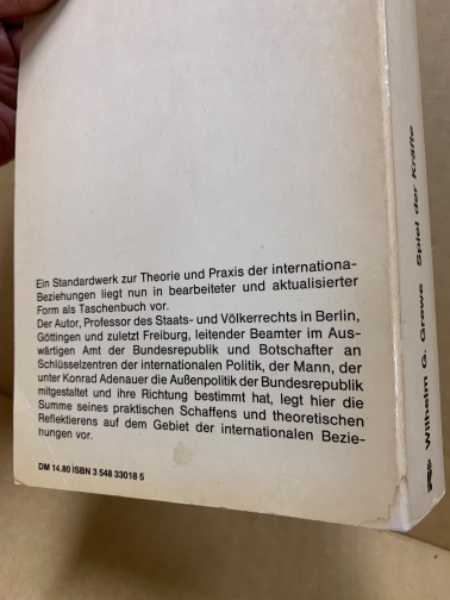 Ein Standardwerk zur Theorie und Praxis der internationa-
Beziehungen liegt nun in bearbeiteter und aktualisierter
Form als Taschenbuch vor.
Der Autor, Professor des Staats- und Völkerrechts in Berlin,
Göttingen und zuletzt Freiburg, leitender Beamter im Aus-
wärtigen Amt der Bundesrepublik und Botschafter an
Schlüsselzentren der internationalen Politik, der Mann, der
unter Konrad Adenauer die Außenpolitik der Bundesrepublik
mitgestaltet und ihre Richtung bestimmt hat, legt hier die
Summe seines praktischen Schaffens und theoretischen
Reflektierens auf dem Gebiet der internationalen Bezie-
hungen vor.
DM 14.80 ISBN 3 548 33018 5
Wilhelm G. Grewe Spiel der Kräfte